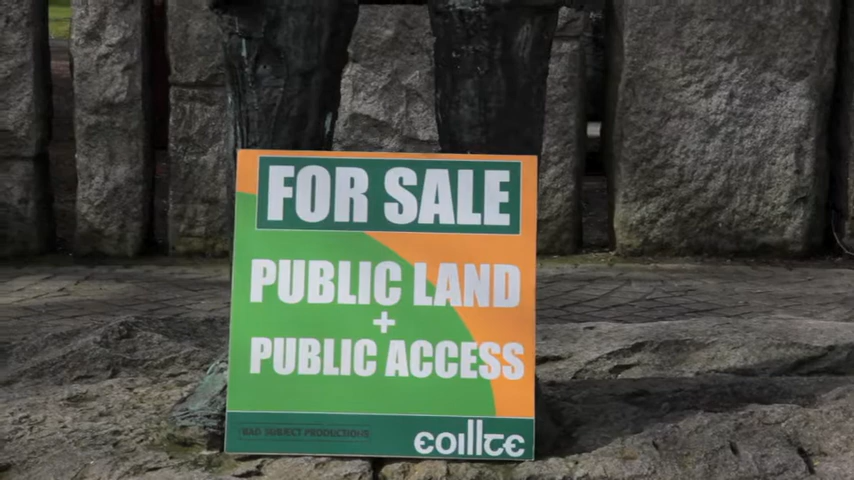 FOR SALE
PUBLIC LAND
+
PUBLIC ACCESS
BAD SUBJECT PRODUCTIONS
coillte